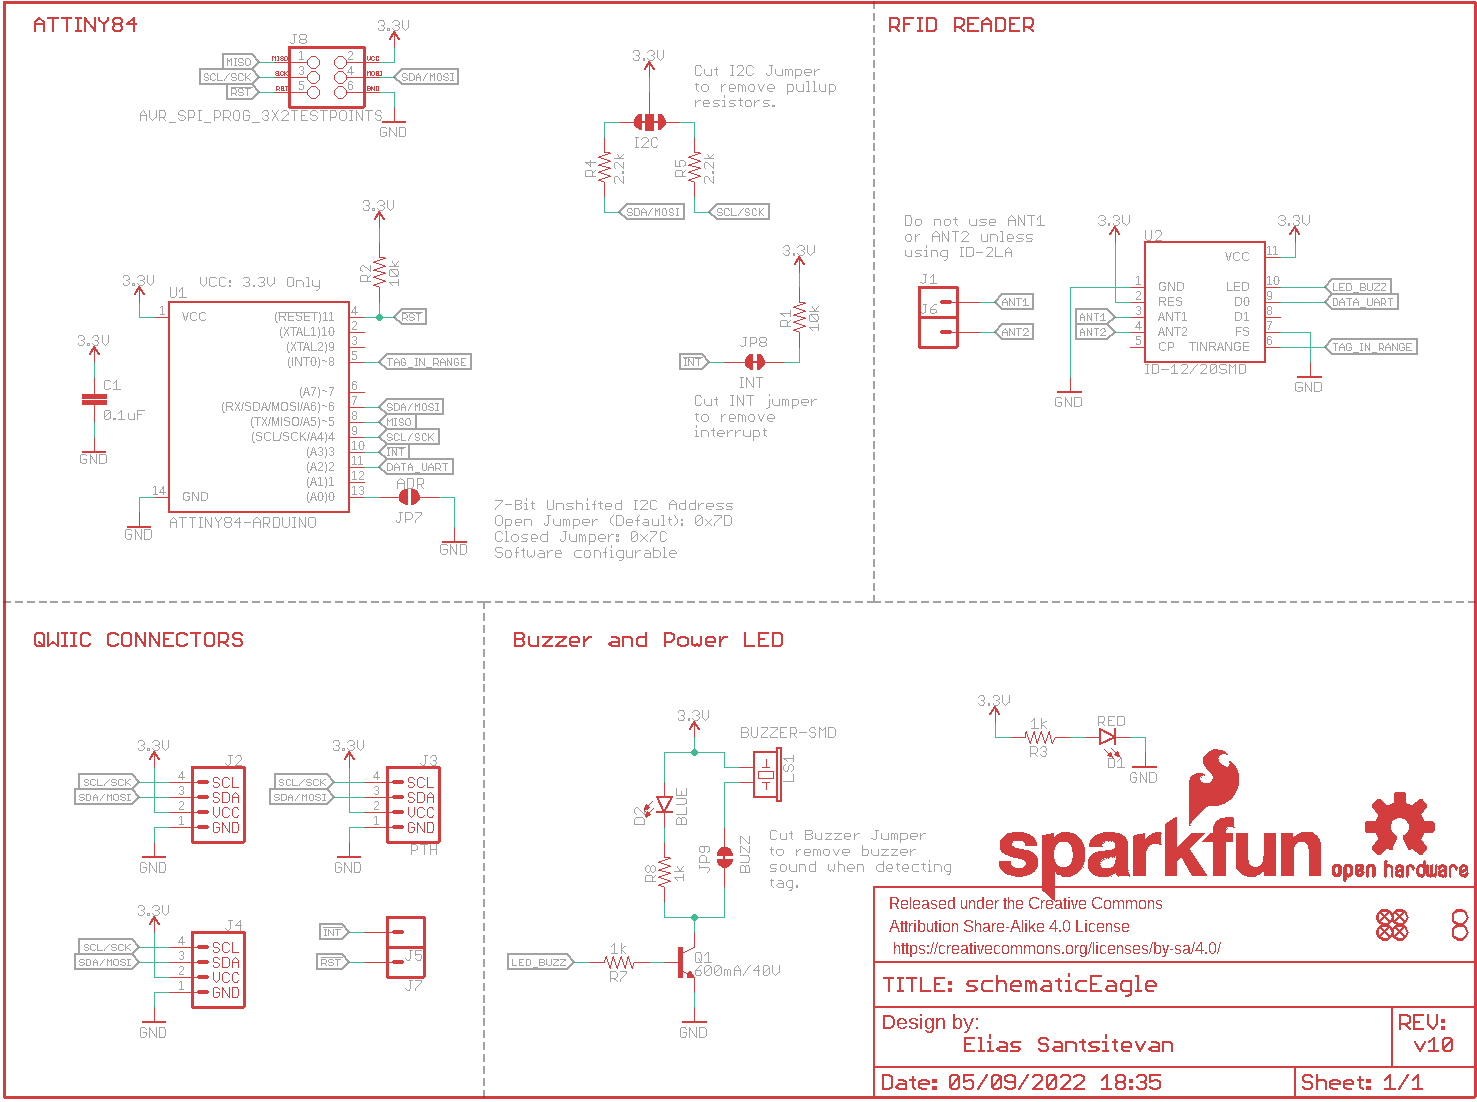 ATTINY84
3.3V
J8
MISO
MISO
1
2
VCC
SCL/SCK
SCK
3
4
MOSI
SDA/MOSI
RST
RST
5
6
GND
AVR_SPI_PROG_3X2TESTPOINTS
GND
3.3V
Cut I2C Jumper
to remove pullup
resistors.
I2C
R4
2.2k
R5
2.2k
SDA/MOSI
SCL/SCK
3.3V
R2
10k
3.3V
VCC: 3.3V Only
U1
1
VCC
(RESET)11
4
RST
(XTAL1)10
2
(XTAL2)9
3
(INT0)~8
5
TAG_IN_RANGE
(A7)~7
6
(RX/SDA/MOSI/A6)~6
7
SDA/MOSI
(TX/MISO/A5)~5
8
MISO
(SCL/SCK/A4)4
9
SCL/SCK
(A3)3
10
INT
(A2)2
11
DATA_UART
(A1)1
12
14
GND
(A0)0
13
ADR
JP7
GND
GND
ATTINY84-ARDUINO
3.3V
C1
0.1uF
GND
3.3V
R1
10k
INT
JP8
INT
Cut INT jumper
to remove
interrupt
7-Bit Unshifted I2C Address
Open Jumper (Default): 0x7D
Closed Jumper: 0x7C
Software configurable
RFID READER
Do not use ANT1
or ANT2 unless
using ID-2LA
J1
ANT1
J6
ANT2
3.3V
3.3V
U2
VCC
11
1
GND
LED
10
LED_BUZZ
2
RES
D0
9
DATA_UART
ANT1
3
ANT1
D1
8
ANT2
4
ANT2
FS
7
5
CP
TINRANGE
6
TAG_IN_RANGE
ID-12/20SMD
GND
GND
QWIIC CONNECTORS
3.3V
J2
SCL/SCK
4
SCL
SDA/MOSI
3
SDA
2
VCC
1
GND
GND
3.3V
J3
SCL/SCK
4
SCL
SDA/MOSI
3
SDA
2
VCC
1
GND
PTH
GND
3.3V
J4
SCL/SCK
4
SCL
SDA/MOSI
3
SDA
2
VCC
1
GND
GND
INT
J5
RST
J7
Buzzer and Power LED
3.3V
BUZZER-SMD
LS1
D2
BLUE
R8
1k
JP9
BUZZ
Cut Buzzer Jumper
to remove buzzer
sound when detecting
tag.
LED_BUZZ
1k
R7
Q1
600mA/40V
GND
3.3V
1k
R3
RED
D1
GND
sparkfun
open hardware
Released under the Creative Commons
Attribution Share-Alike 4.0 License
https://creativecommons.org/licenses/by-sa/4.0/
TITLE: schematicEagle
Design by:
Elias Santsitevan
REV:
v10
Date: 05/09/2022 18:35
Sheet: 1/1